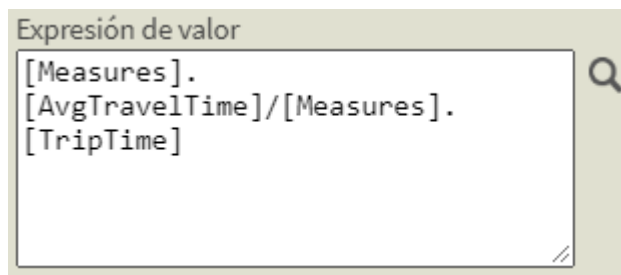 Expresión de valor
[Measures].
[AvgTravelTime]/[Measures].
[TripTime]